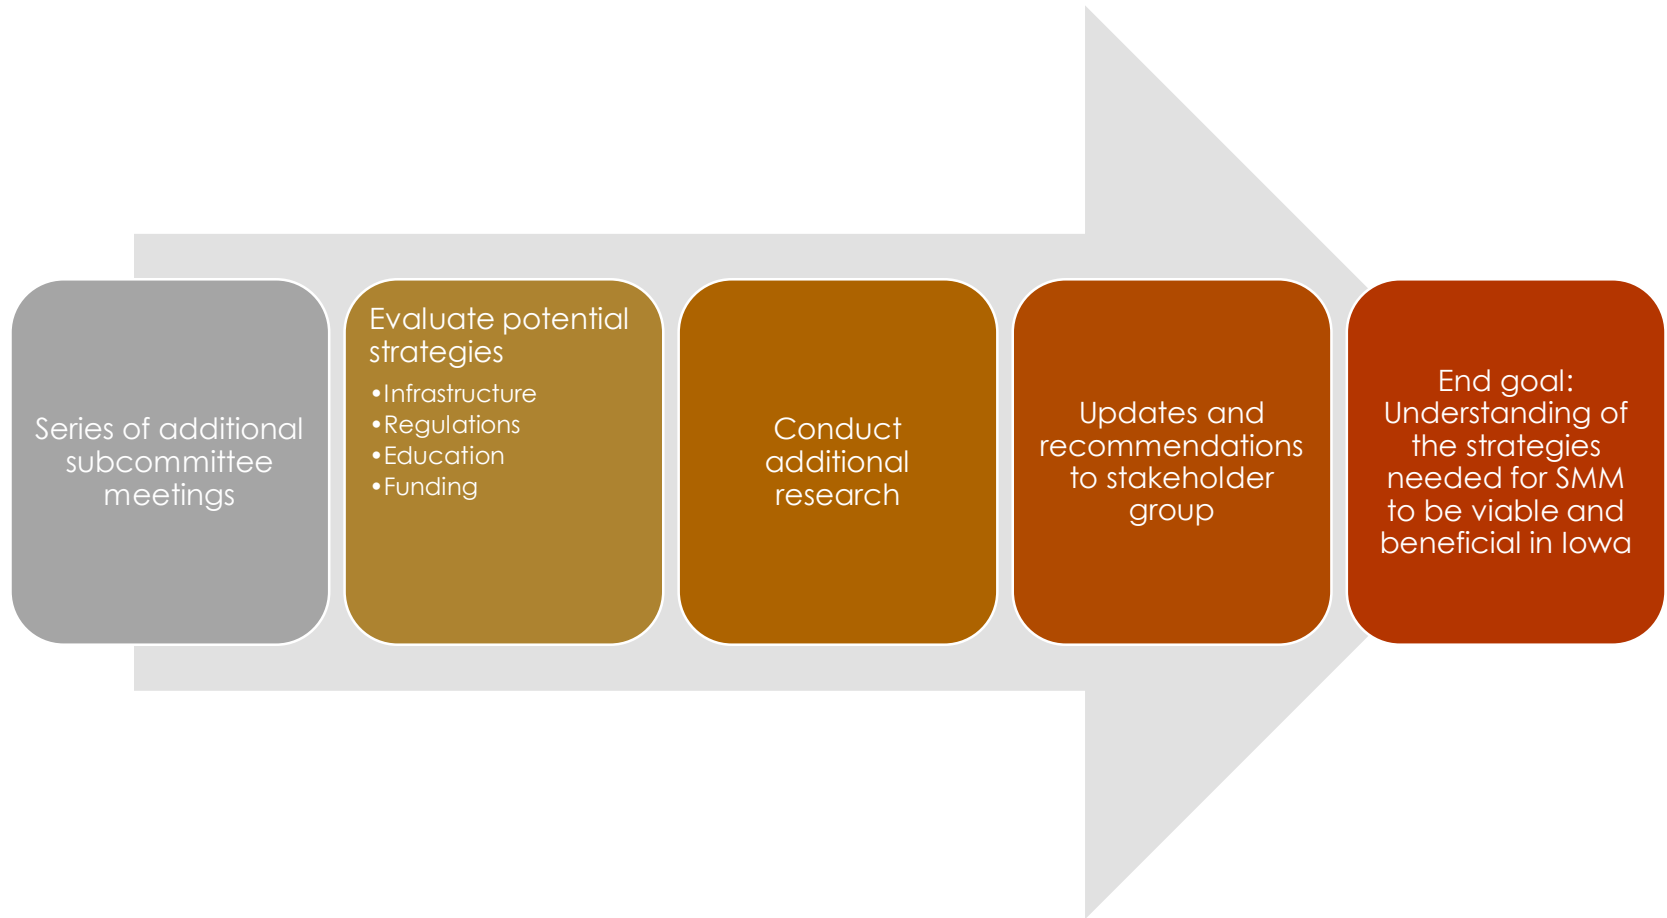 Series of additional
subcommittee
meetings
Evaluate potential
strategies
•Infrastructure
•Regulations
•Education
•Funding
Conduct
additional
research
Updates and
recommendations
to stakeholder
group
End goal:
Understanding of
the strategies
needed for SMM
to be viable and
beneficial in Iowa